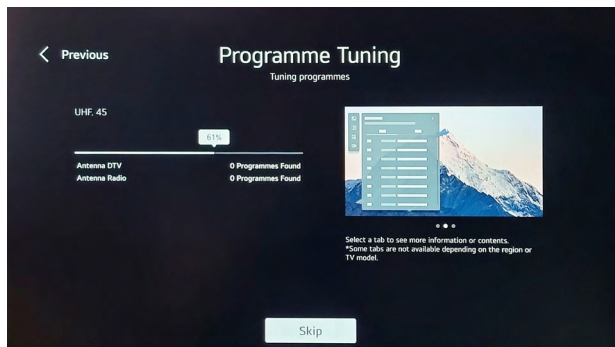 Previous
Programme Tuning
Tuning programmes
UHF. 45
61%
Antenna DTV 0 Programmes Found
Antenna Radio 0 Programmes Found
Select a tab to see more information or contents.
*Some tabs are not available depending on the region or
TV model.
Skip